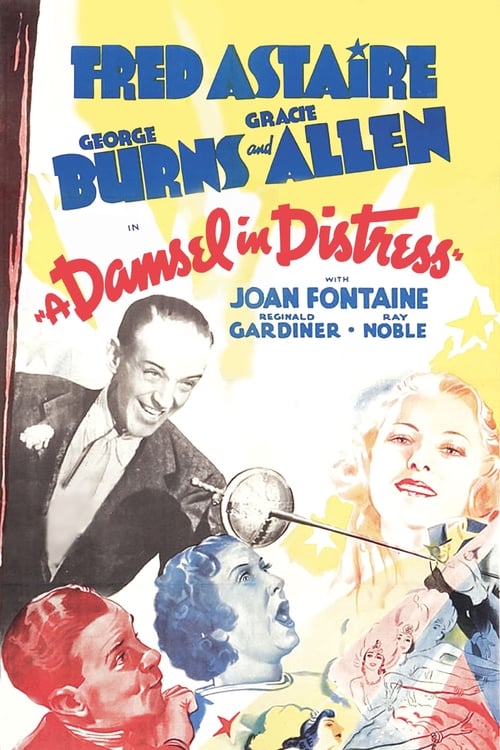 FRED ASTAIRE
GEORGE BURNS and GRACIE ALLEN
IN
"A Damsel in Distress"
WITH
JOAN FONTAINE
REGINALD GARDINER • RAY NOBLE